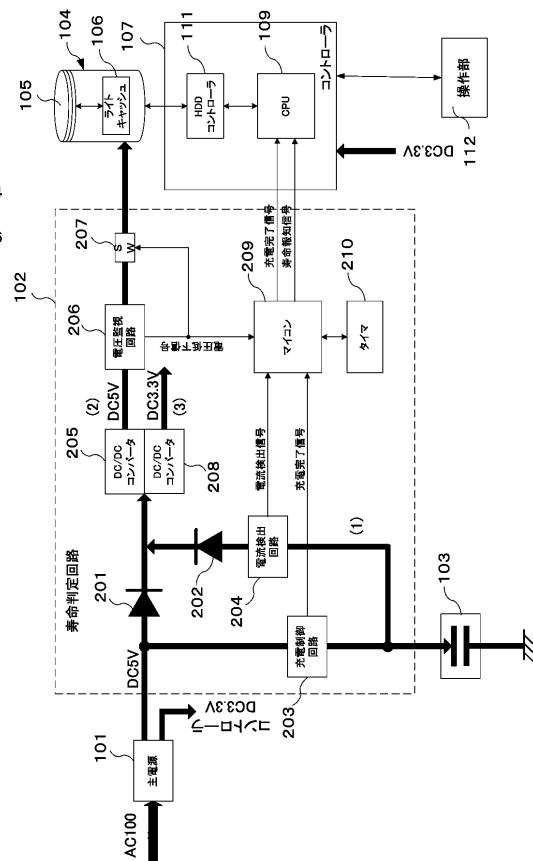 AC100
101
主電源
DC3.3V
コントローラ
DC5V
102
寿命判定回路
201
202
203
充電制御
回路
204
電流検出
回路
(1)
103
205
DC/DC
コンバータ
DC/DC
コンバータ
208
(2)
DC5V
DC3.3V
(3)
206
電圧監視
回路
207
S
W
電圧低下信号
電流検出信号
充電完了信号
209
マイコン
210
タイマ
充電完了信号
寿命報知信号
104
105
106
ライト
キャッシュ
107
111
HDD
コントローラ
109
CPU
コントローラ
DC3.3V
操作部
112